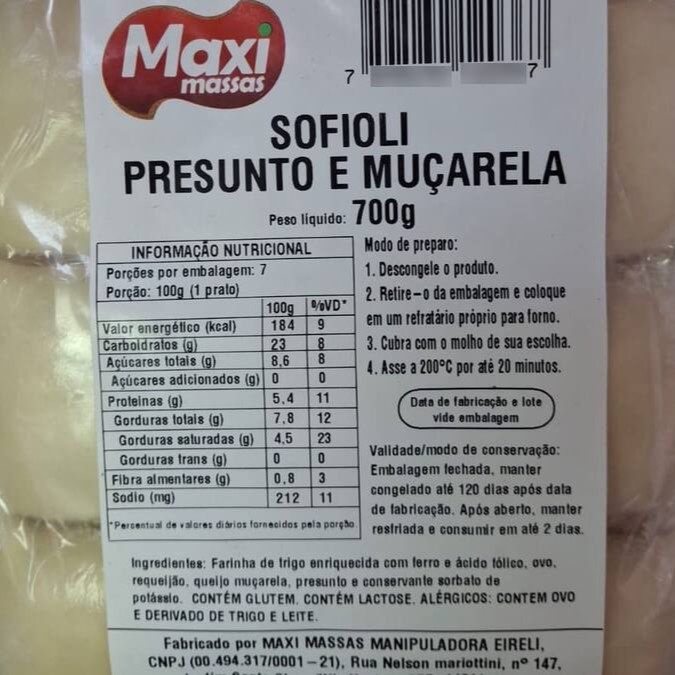 Maxi
massas
7 7
SOFIOLI
PRESUNTO E MUÇARELA
Peso líquido: 700g
INFORMAÇÃO NUTRICIONAL
Porções por embalagem: 7
Porção: 100g (1 prato)
100g %VD*
Valor energético (kcal) 184 9
Carboidratos (g) 23 8
Açúcares totais (g) 8,6 8
Açúcares adicionados (g) 0 0
Proteinas (g) 5,4 11
Gorduras totais (g) 7,8 12
Gorduras saturadas (g) 4,5 23
Gorduras trans (g) 0 0
Fibra almentares (g) 0,8 3
Sodio (mg) 212 11
*Percentual de valores diários fornecidos pela porção.
Modo de preparo:
1. Descongele o produto.
2. Retire-o da embalagem e coloque
em um refratário próprio para forno.
3. Cubra com o molho de sua escolha.
4. Asse a 200°C por até 20 minutos.
Data de fabricação e lote
vide embalagem
Validade/modo de conservação:
Embalagem fechada, manter
congelado até 120 dias após data
de fabricação. Após aberto, manter
resfriada e consumir em até 2 dias.
Ingredientes: Farinha de trigo enriquecida com ferro e ácido fólico, ovo,
requeijão, queijo muçarela, presunto e conservante sorbato de
potássio. CONTÉM GLUTEM. CONTÉM LACTOSE. ALÉRGICOS: CONTEM OVO
E DERIVADO DE TRIGO E LEITE.
Fabricado por MAXI MASSAS MANIPULADORA EIRELI,
CNPJ (00.494.317/0001-21), Rua Nelson mariottini, nº 147,